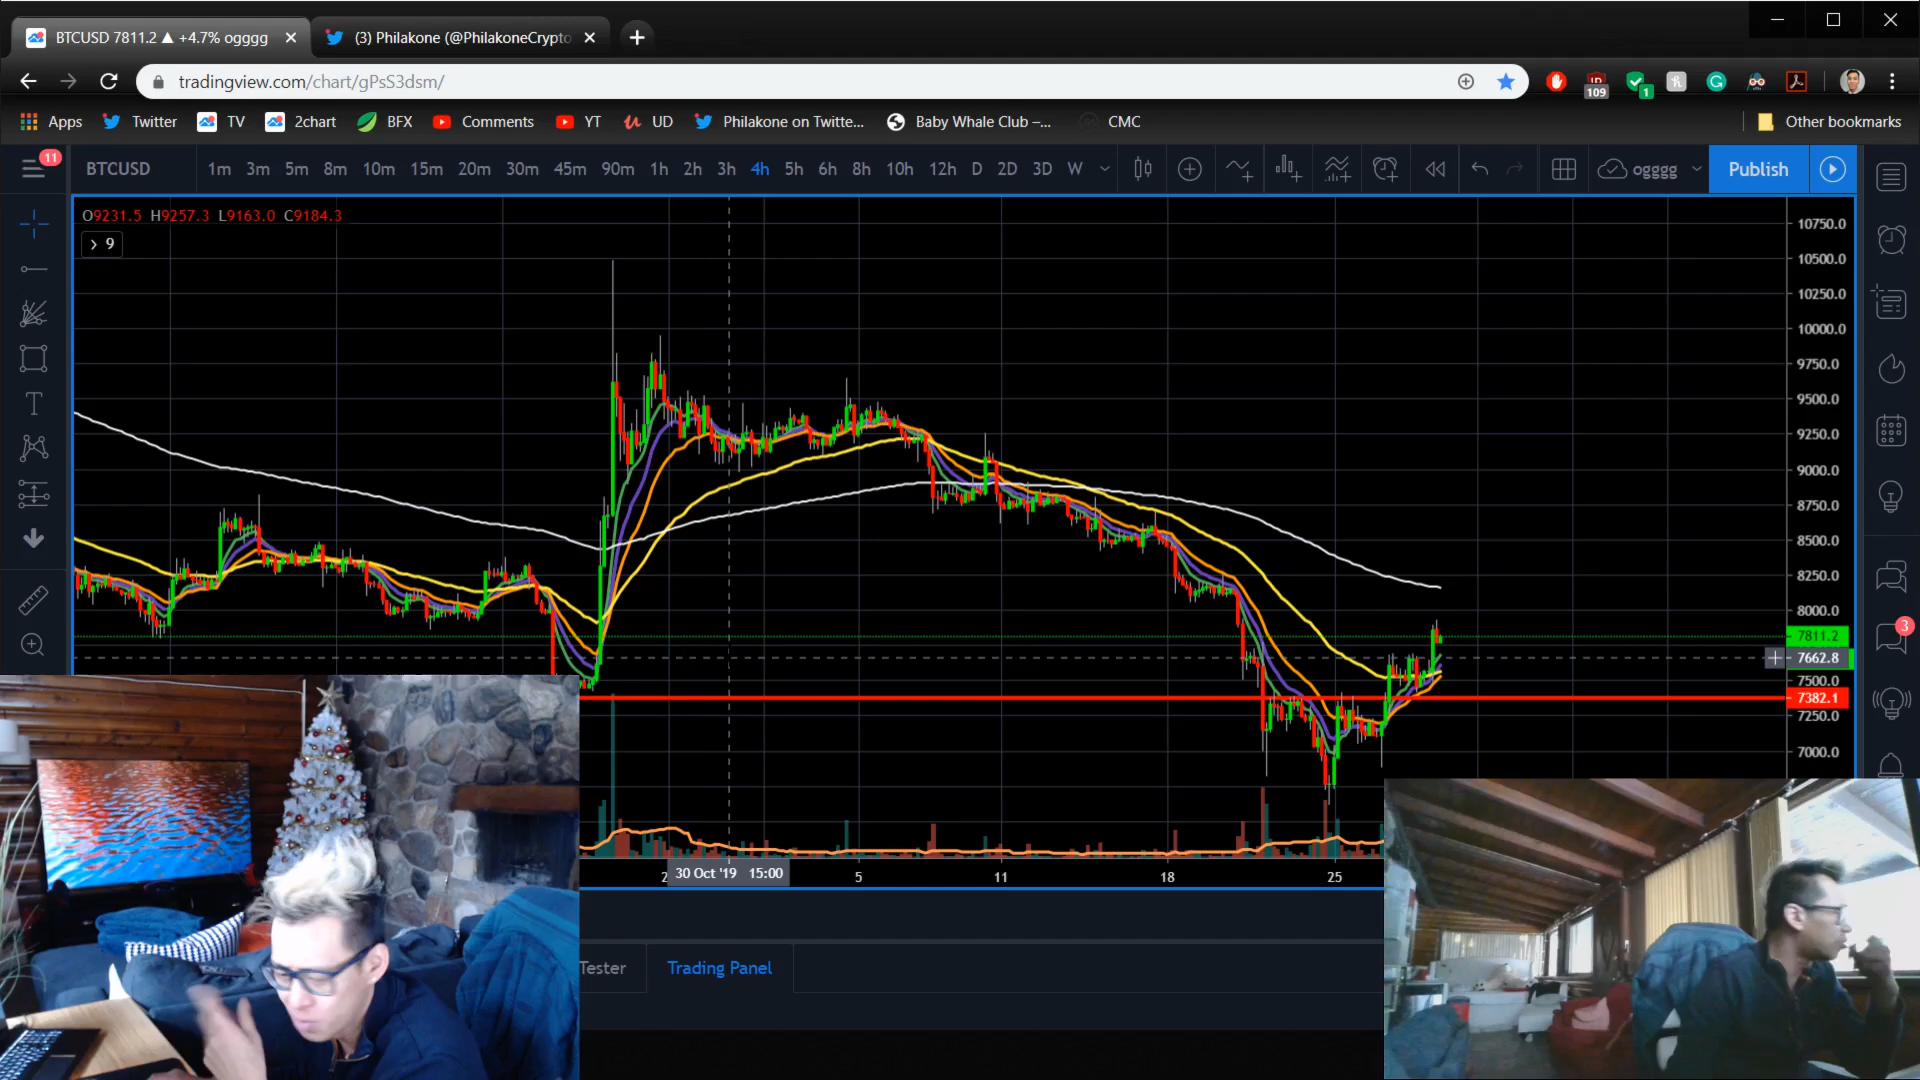 BTCUSD 7811.2 ▲ +4.7% ogggg
(3) Philakone (@PhilakoneCrypto
tradingview.com/chart/gPsS3dsm/
109
1
Apps
Twitter
TV
2chart
BFX
Comments
YT
UD
Philakone on Twitte...
Baby Whale Club –...
CMC
Other bookmarks
11
BTCUSD
1m 3m 5m 8m 10m 15m 20m 30m 45m 90m 1h 2h 3h 4h 5h 6h 8h 10h 12h D 2D 3D W
ogggg
Publish
O9231.5 H9257.3 L9163.0 C9184.3
9
10750.0
10500.0
10250.0
10000.0
9750.0
9500.0
9250.0
9000.0
8750.0
8500.0
8250.0
8000.0
7811.2
7662.8
7500.0
7382.1
7250.0
7000.0
3
30 Oct '19 15:00
5
11
18
25
Tester
Trading Panel